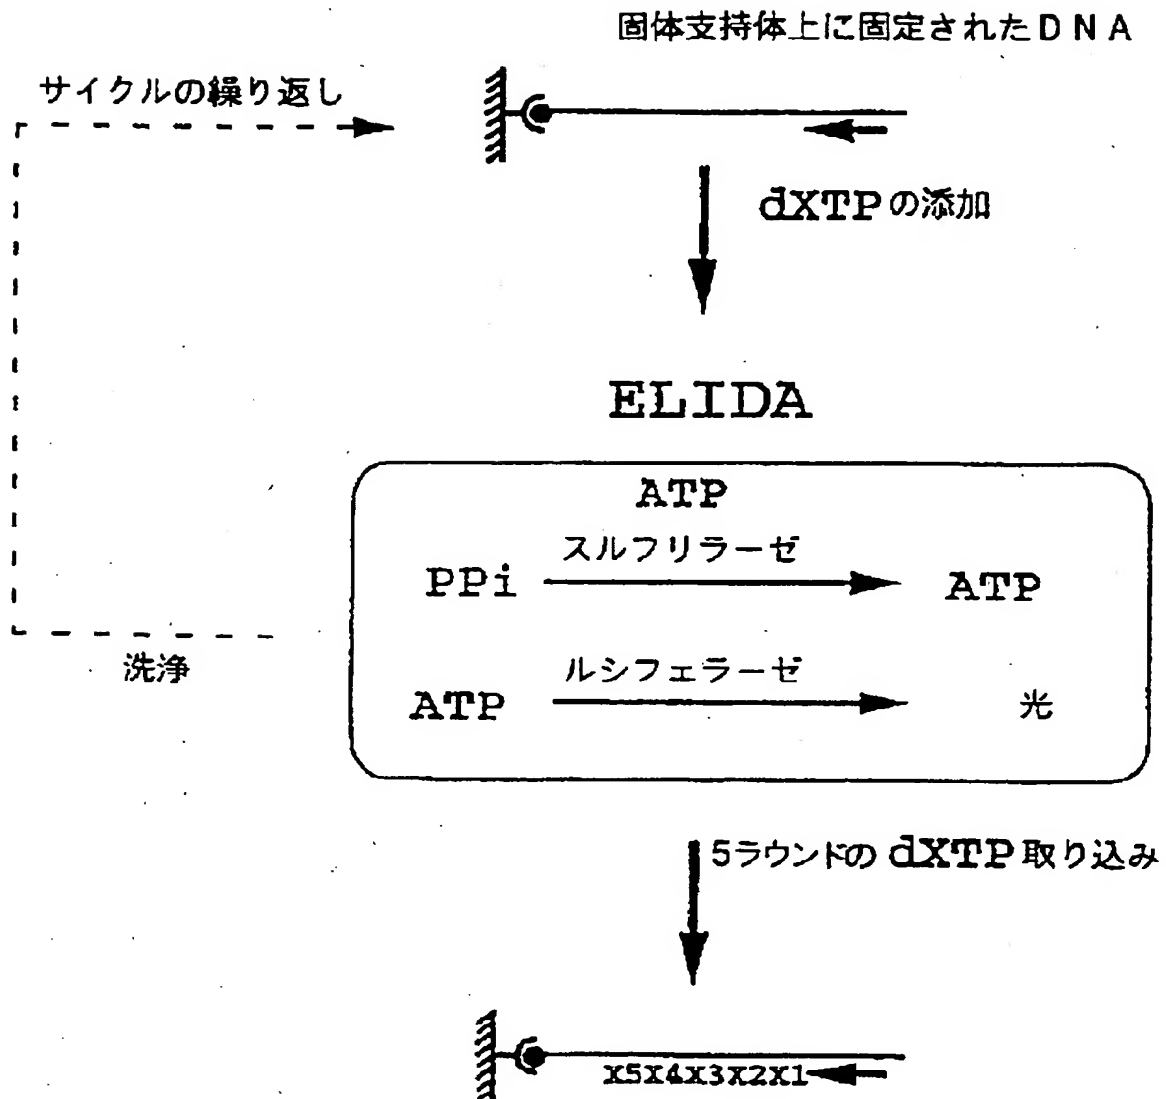 固体支持体上に固定されたDNA
サイクルの繰り返し
dXTPの添加
ELIDA
ATP
スルフリラーゼ
PPi
ATP
洗浄
ルシフェラーゼ
ATP
光
5ラウンドの dXTP 取り込み
X5X4X3X2X1